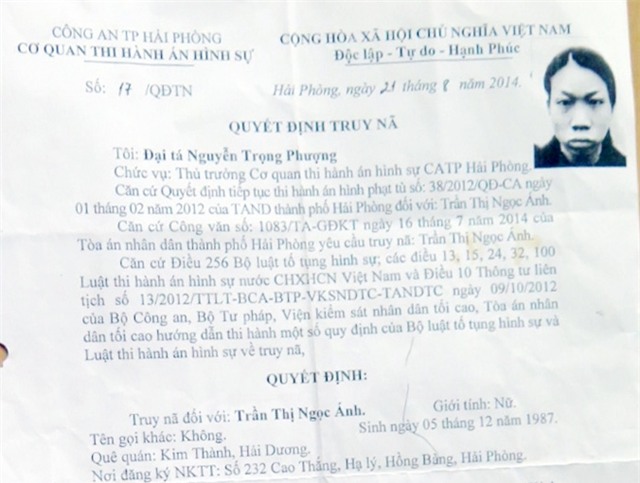 CÔNG AN TP HẢI PHÒNG
CƠ QUAN THI HÀNH ÁN HÌNH SỰ
CỘNG HÒA XÃ HỘI CHỦ NGHĨA VIỆT NAM
Độc lập - Tự do - Hạnh Phúc
Số: 17 /QĐTN
Hải Phòng, ngày 21 tháng 8 năm 2014.
QUYẾT ĐỊNH TRUY NÃ
Tôi: Đại tá Nguyễn Trọng Phượng
Chức vụ: Thủ trưởng Cơ quan thi hành án hình sự CATP Hải Phòng.
Căn cứ Quyết định tiếp tục thi hành án hình phạt tù số: 38/2012/QĐ-CA ngày
01 tháng 02 năm 2012 của TAND thành phố Hải Phòng đối với: Trần Thị Ngọc Ánh.
Căn cứ Công văn số: 1083/TA-GĐKT ngày 16 tháng 7 năm 2014 của
Tòa án nhân dân thành phố Hải Phòng yêu cầu truy nã: Trần Thị Ngọc Ánh.
Căn cứ Điều 256 Bộ luật tố tụng hình sự; các điều 13, 15, 24, 32, 100
Luật thi hành án hình sự nước CHXHCN Việt Nam và Điều 10 Thông tư liên
tịch số 13/2012/TTLT-BCA-BTP-VKSNDTC-TANDTC ngày 09/10/2012
của Bộ Công an, Bộ Tư pháp, Viện kiểm sát nhân dân tối cao, Tòa án nhân
dân tối cao hướng dẫn thi hành một số quy định của Bộ luật tố tụng hình sự và
Luật thi hành án hình sự về truy nã,
QUYẾT ĐỊNH:
Truy nã đối với: Trần Thị Ngọc Ánh. Giới tính: Nữ.
Tên gọi khác: Không. Sinh ngày 05 tháng 12 năm 1987.
Quê quán: Kim Thành, Hải Dương.
Nơi đăng ký NKTT: Số 232 Cao Thắng, Hạ lý, Hồng Bàng, Hải Phòng.